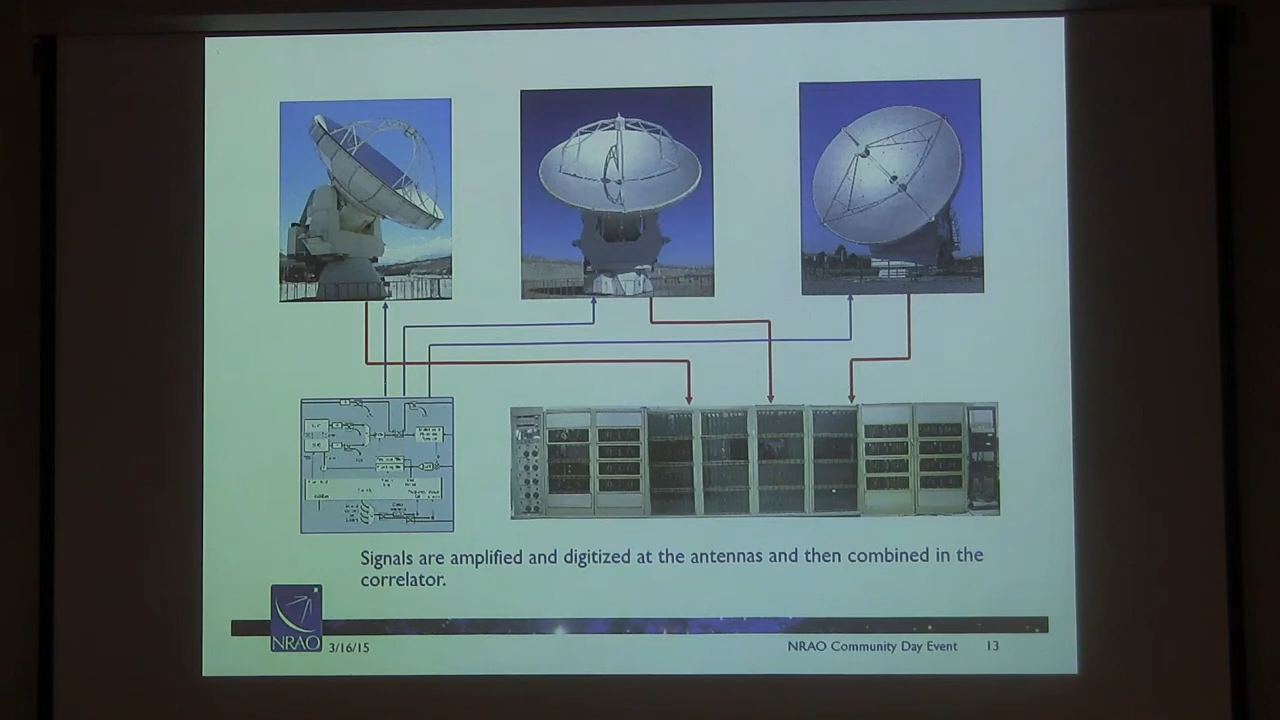 Signals are amplified and digitized at the antennas and then combined in the
correlator.
NRAO
3/16/15
NRAO Community Day Event
13